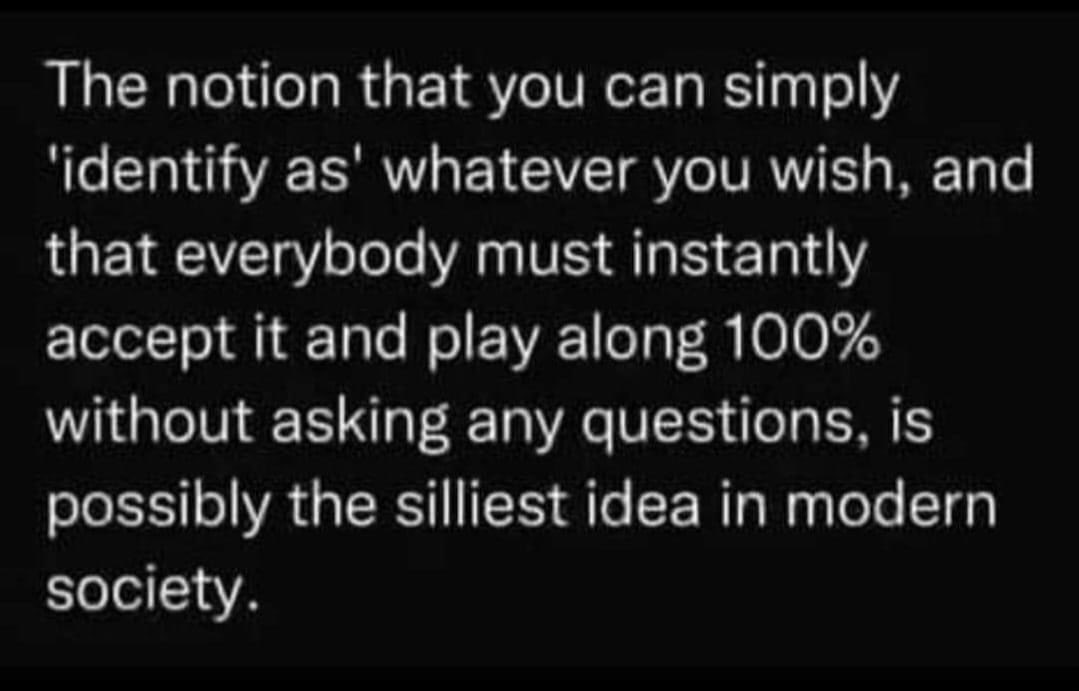 The notion that you can simply
'identify as' whatever you wish, and
that everybody must instantly
accept it and play along 100%
without asking any questions, is
possibly the silliest idea in modern
society.